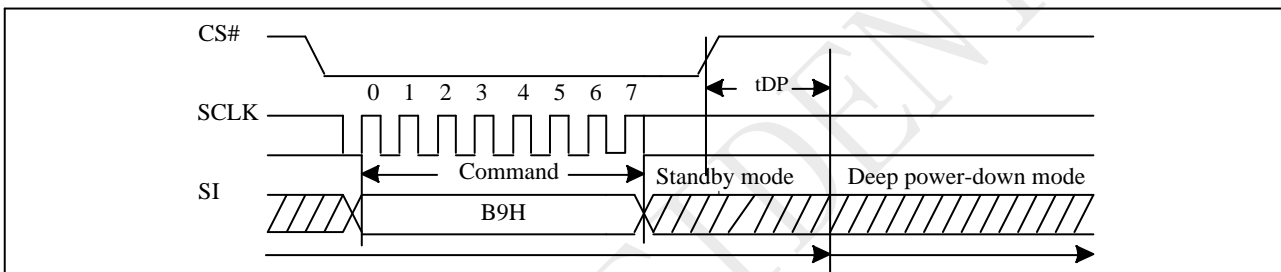 CS#
tDP
0 1 2 3 4 5 6 7
SCLK
Command
Standby mode
Deep power-down mode
SI
B9H